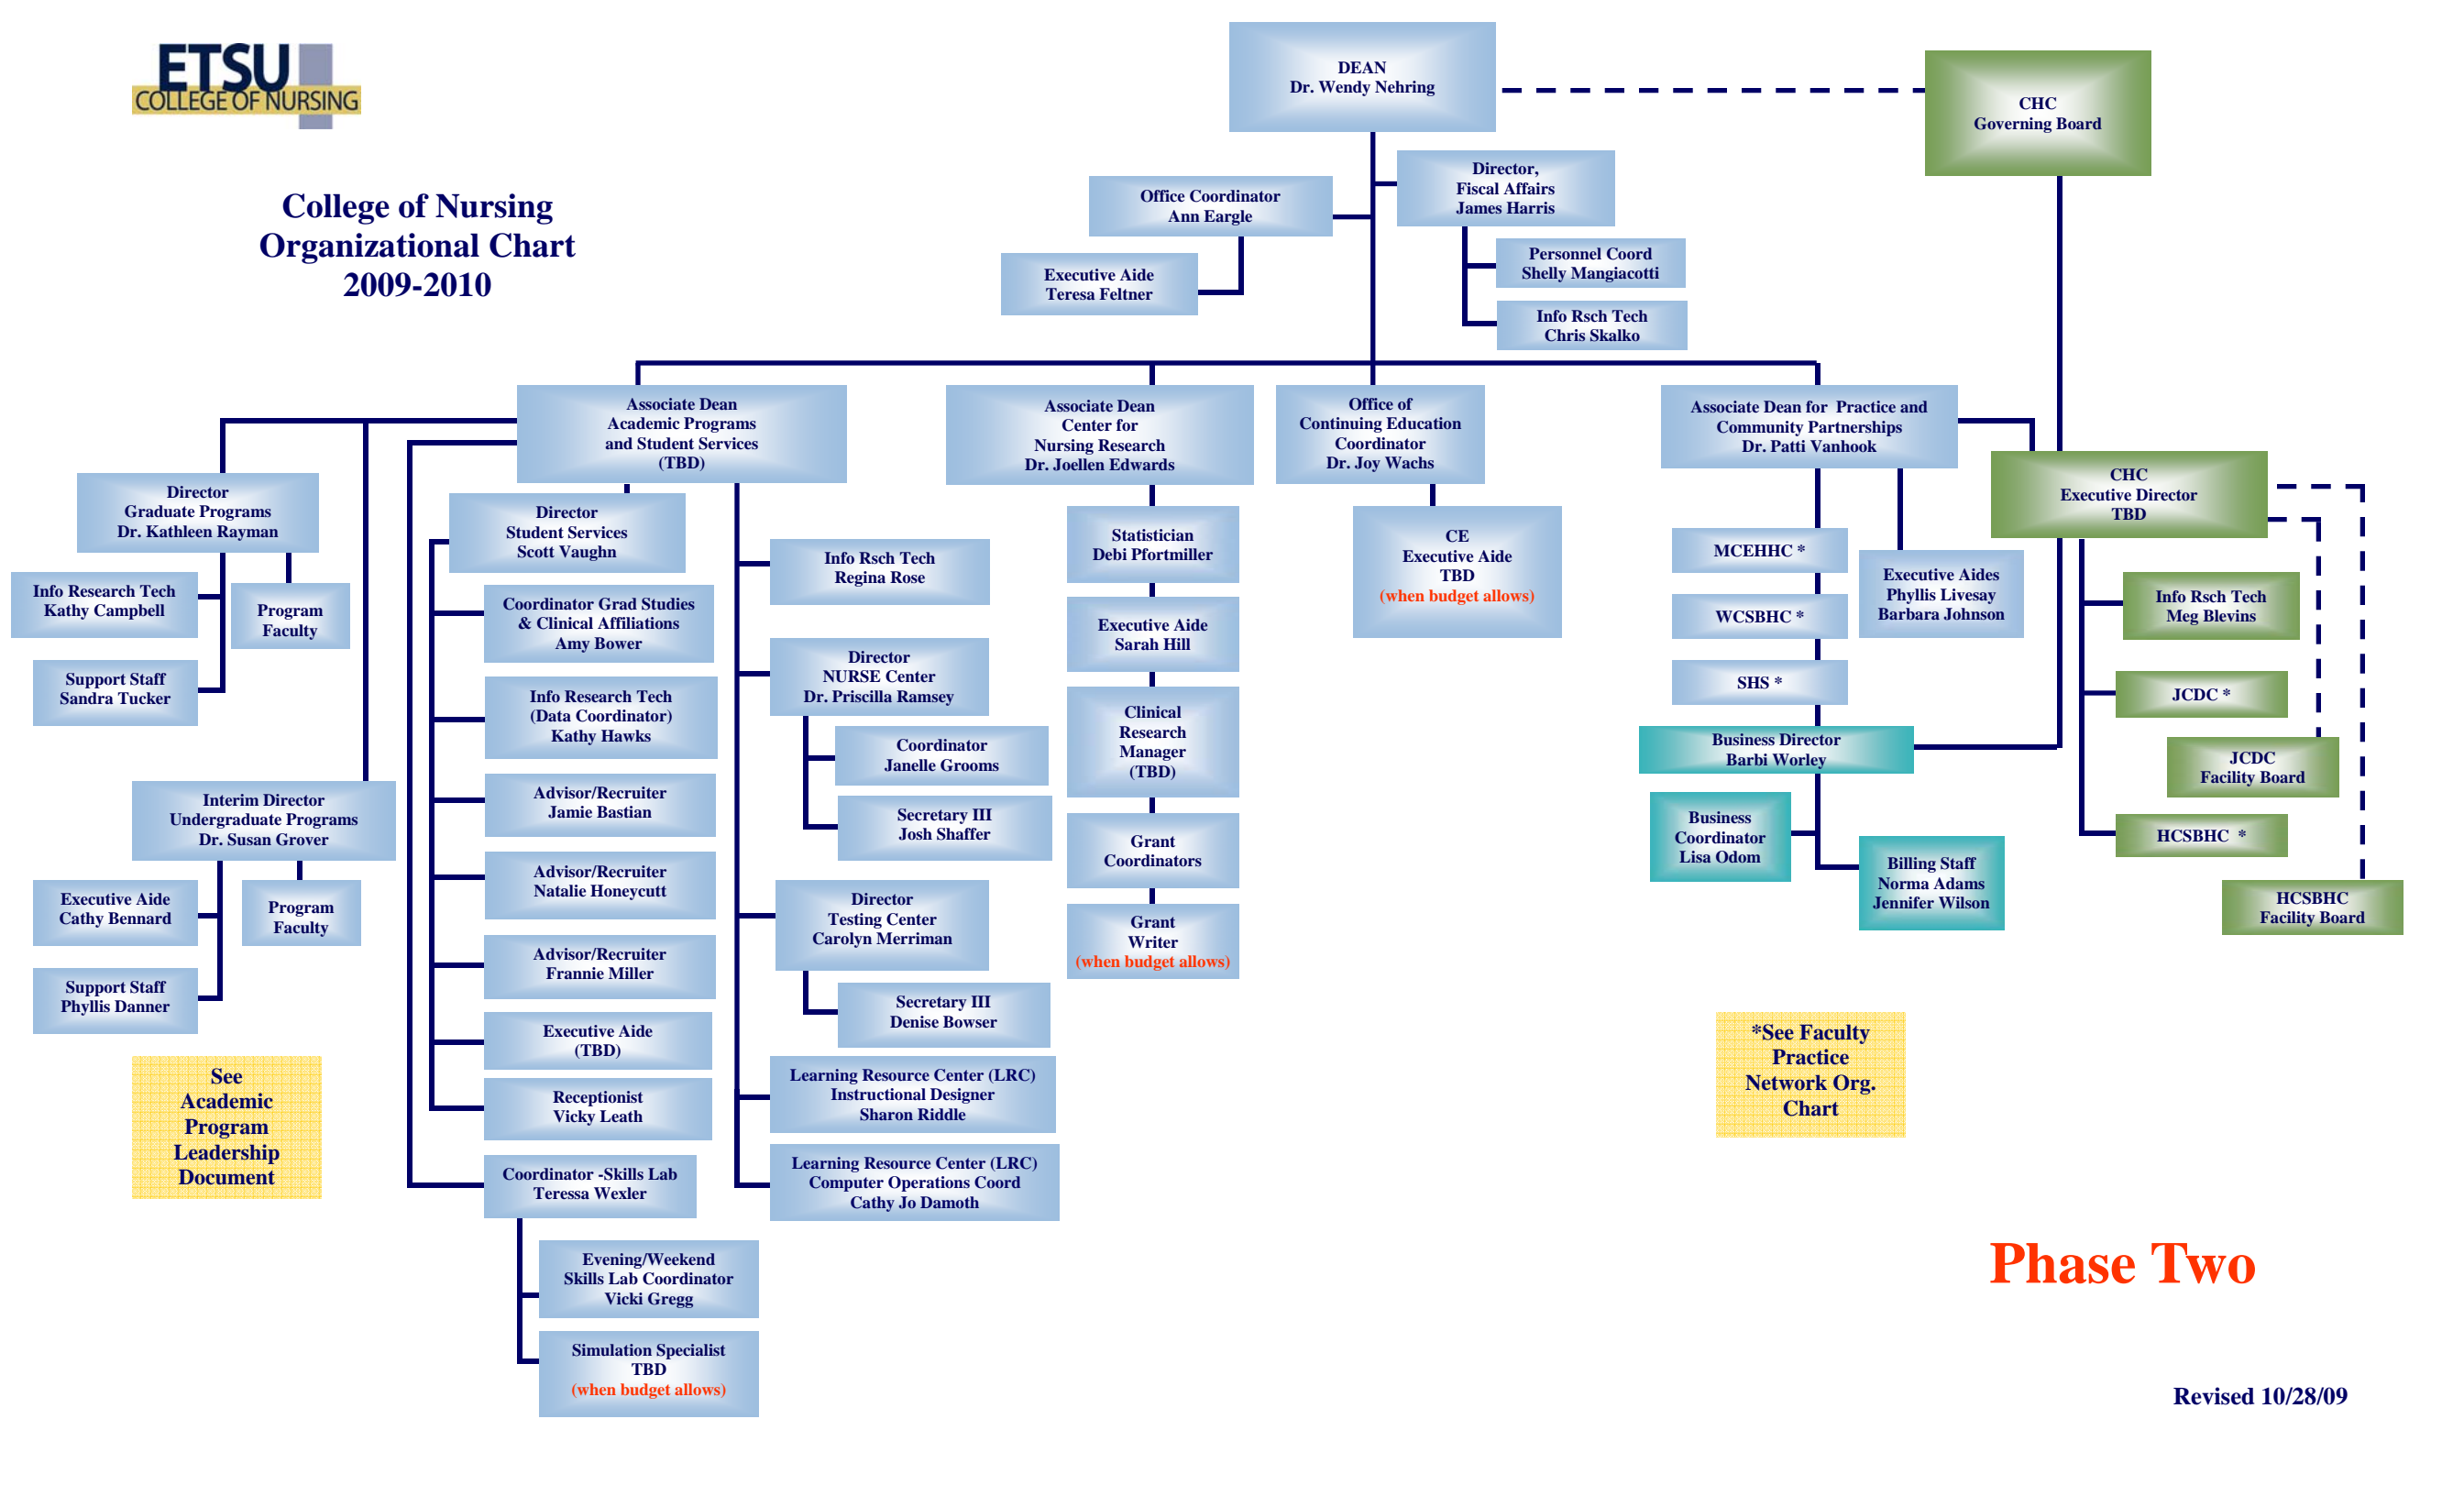 ETSU
COLLEGE OF NURSING
College of Nursing
Organizational Chart
2009-2010
DEAN
Dr. Wendy Nehring
CHC
Governing Board
Office Coordinator
Ann Eargle
Executive Aide
Teresa Feltner
Director,
Fiscal Affairs
James Harris
Personnel Coord
Shelly Mangiacotti
Info Rsch Tech
Chris Skalko
Associate Dean
Academic Programs
and Student Services
(TBD)
Associate Dean
Center for
Nursing Research
Dr. Joellen Edwards
Office of
Continuing Education
Coordinator
Dr. Joy Wachs
Associate Dean for Practice and
Community Partnerships
Dr. Patti Vanhook
CHC
Executive Director
TBD
Director
Graduate Programs
Dr. Kathleen Rayman
Info Research Tech
Kathy Campbell
Program
Faculty
Support Staff
Sandra Tucker
Interim Director
Undergraduate Programs
Dr. Susan Grover
Executive Aide
Cathy Bennard
Program
Faculty
Support Staff
Phyllis Danner
See
Academic
Program
Leadership
Document
Director
Student Services
Scott Vaughn
Coordinator Grad Studies
& Clinical Affiliations
Amy Bower
Info Research Tech
(Data Coordinator)
Kathy Hawks
Advisor/Recruiter
Jamie Bastian
Advisor/Recruiter
Natalie Honeycutt
Advisor/Recruiter
Frannie Miller
Executive Aide
(TBD)
Receptionist
Vicky Leath
Coordinator -Skills Lab
Teressa Wexler
Evening/Weekend
Skills Lab Coordinator
Vicki Gregg
Simulation Specialist
TBD
(when budget allows)
Info Rsch Tech
Regina Rose
Director
NURSE Center
Dr. Priscilla Ramsey
Coordinator
Janelle Grooms
Secretary III
Josh Shaffer
Director
Testing Center
Carolyn Merriman
Secretary III
Denise Bowser
Learning Resource Center (LRC)
Instructional Designer
Sharon Riddle
Learning Resource Center (LRC)
Computer Operations Coord
Cathy Jo Damoth
Statistician
Debi Pfortmiller
Executive Aide
Sarah Hill
Clinical
Research
Manager
(TBD)
Grant
Coordinators
Grant
Writer
(when budget allows)
CE
Executive Aide
TBD
(when budget allows)
MCEHHC *
WCSBHC *
SHS *
Executive Aides
Phyllis Livesay
Barbara Johnson
Business Director
Barbi Worley
Business
Coordinator
Lisa Odom
Billing Staff
Norma Adams
Jennifer Wilson
Info Rsch Tech
Meg Blevins
JCDC *
JCDC
Facility Board
HCSBHC *
HCSBHC
Facility Board
*See Faculty
Practice
Network Org.
Chart
Phase Two
Revised 10/28/09